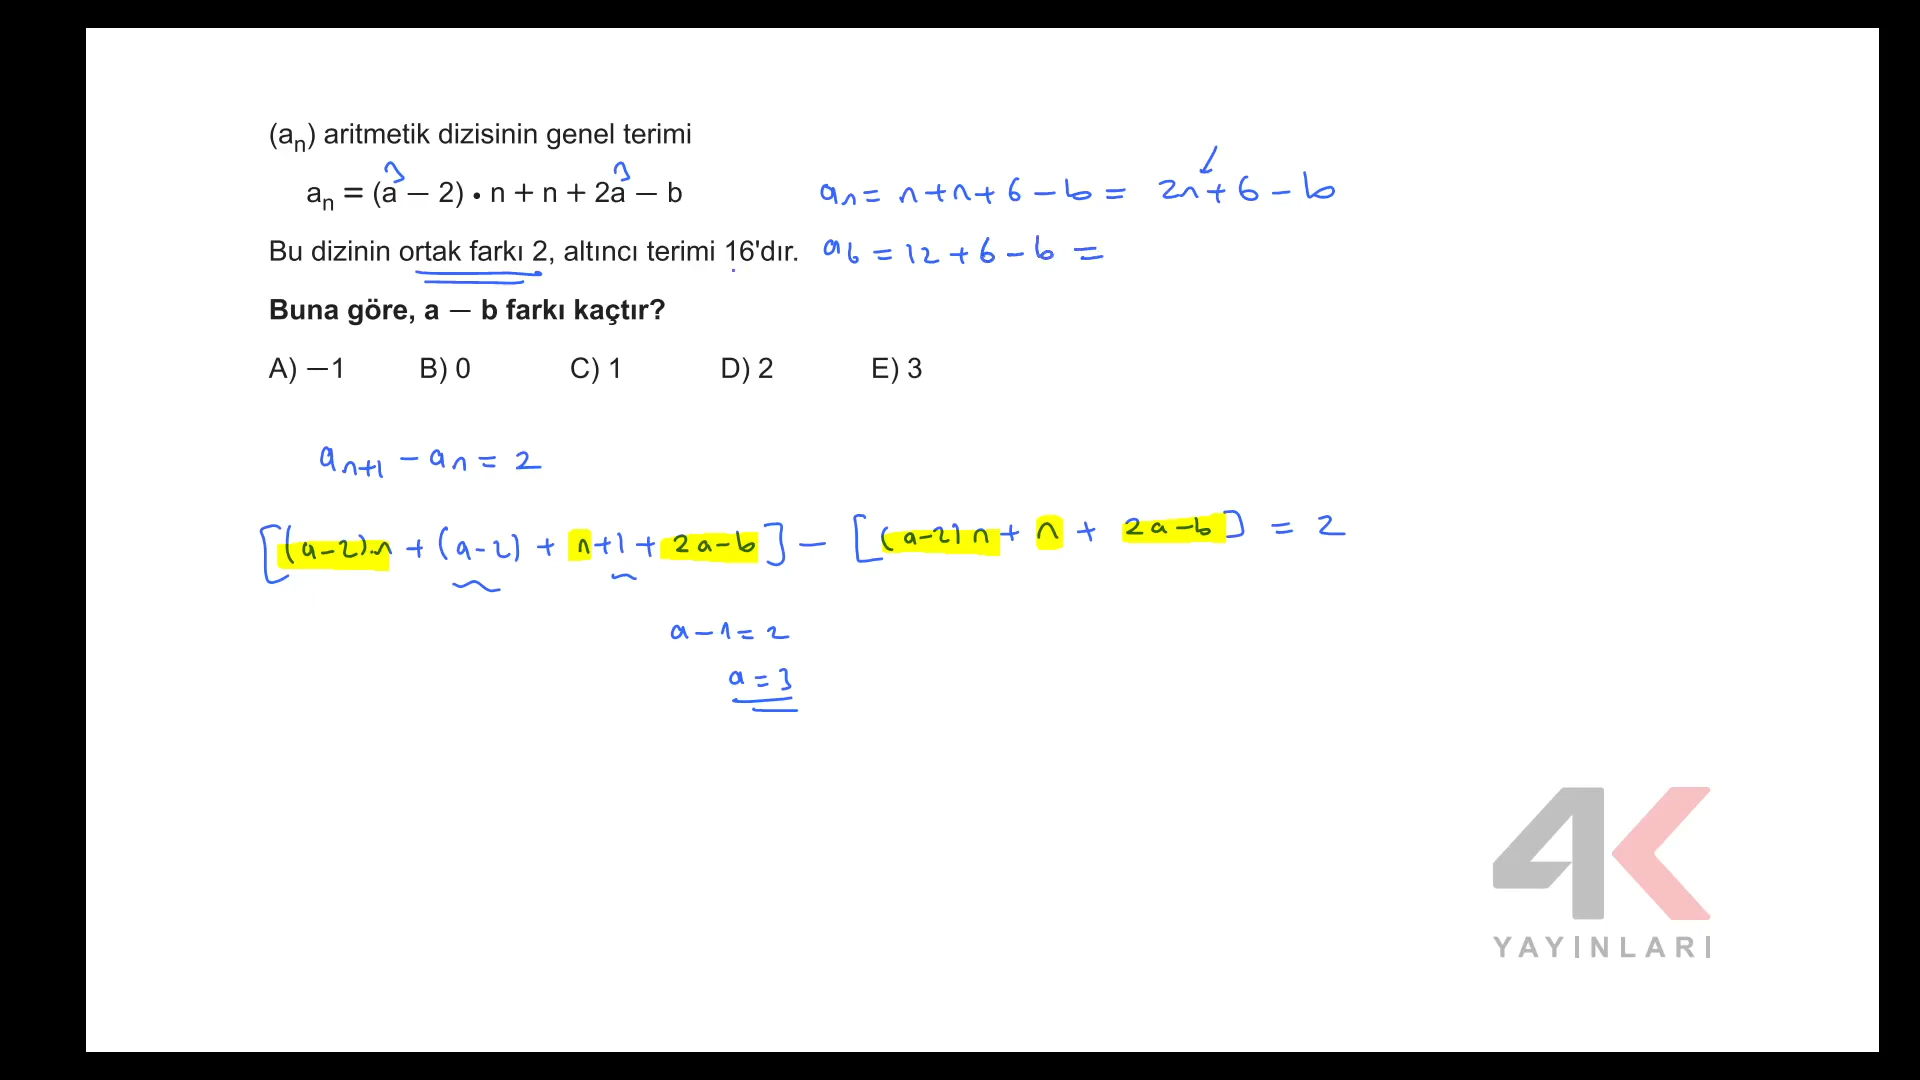 (aₙ) aritmetik dizisinin genel terimi
aₙ = (a − 2) • n + n + 2a − b
3 3
aₙ = n + n + 6 − b = 2n + 6 − b
Bu dizinin ortak farkı 2, altıncı terimi 16'dır.
a₆ = 12 + 6 − b =
Buna göre, a − b farkı kaçtır?
A) −1 B) 0 C) 1 D) 2 E) 3
aₙ₊₁ − aₙ = 2
[(a−2).n + (a−2) + n+1 + 2a−b] − [(a−2)n + n + 2a−b] = 2
a − 1 = 2
a = 3
4K
YAYINLARI